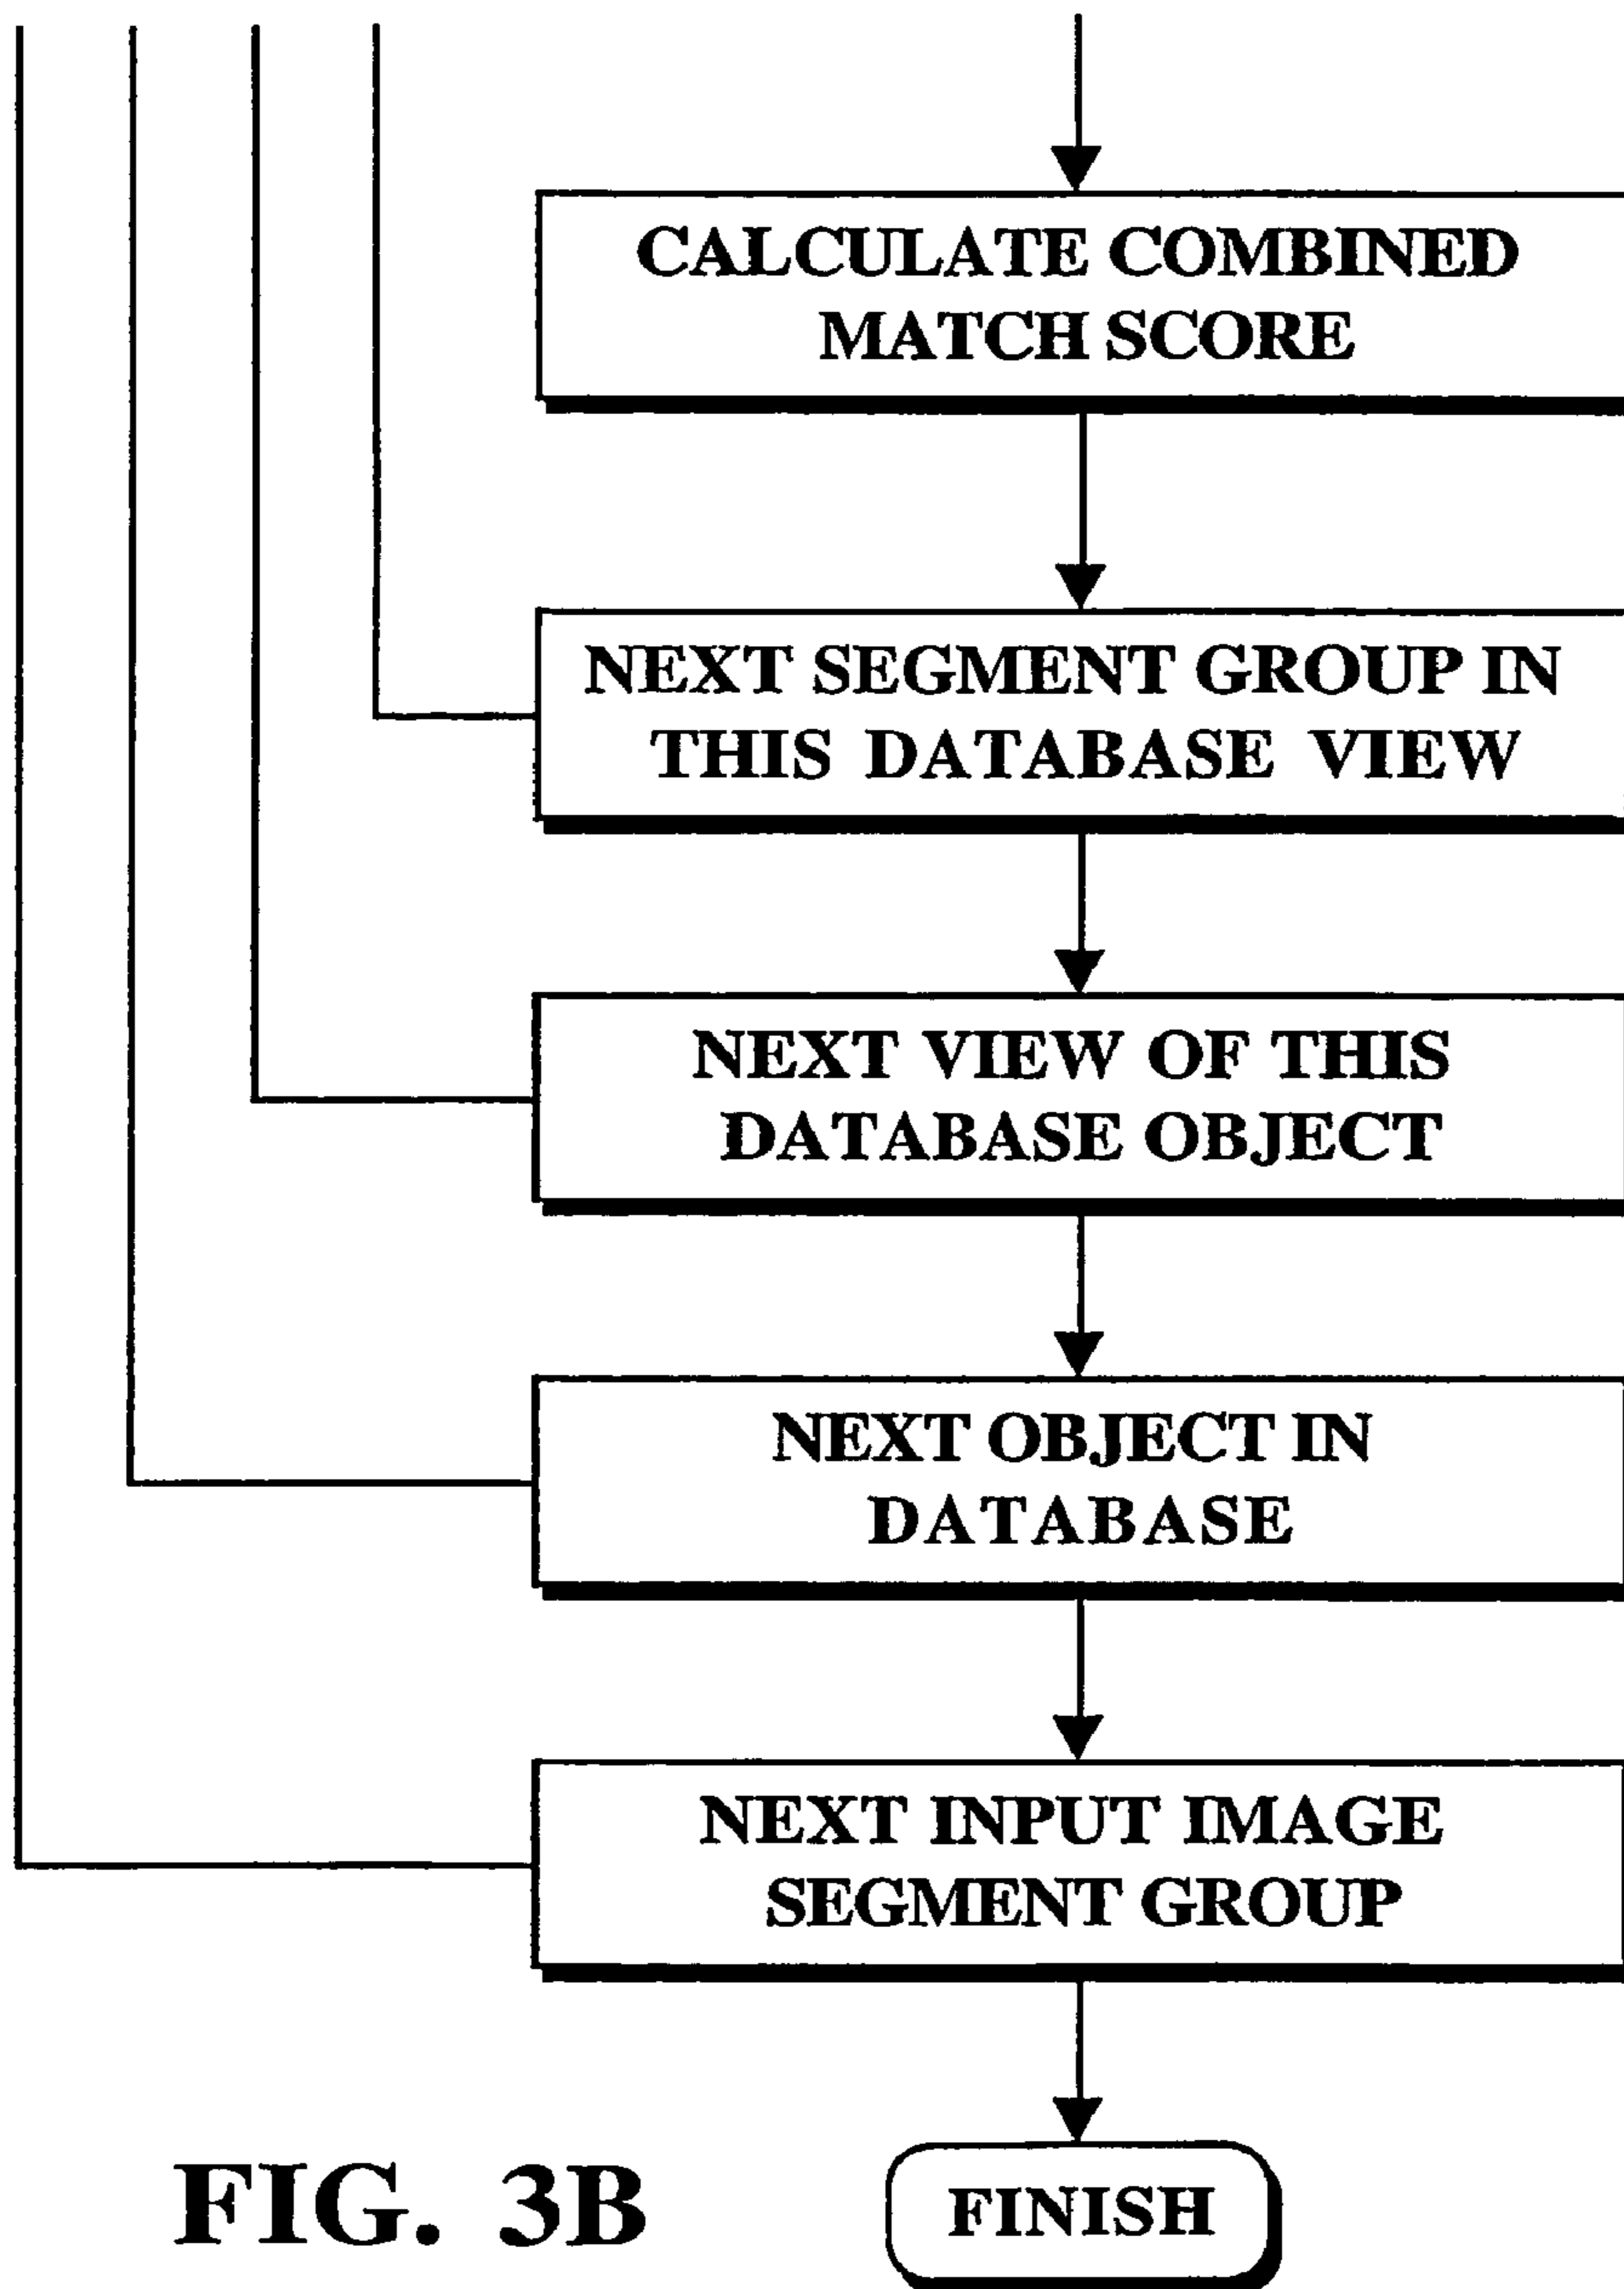 CALCULATE COMBINED
MATCH SCORE
NEXT SEGMENT GROUP IN
THIS DATABASE VIEW
NEXT VIEW OF THIS
DATABASE OBJECT
NEXT OBJECT IN
DATABASE
NEXT INPUT IMAGE
SEGMENT GROUP
FINISH
FIG. 3B